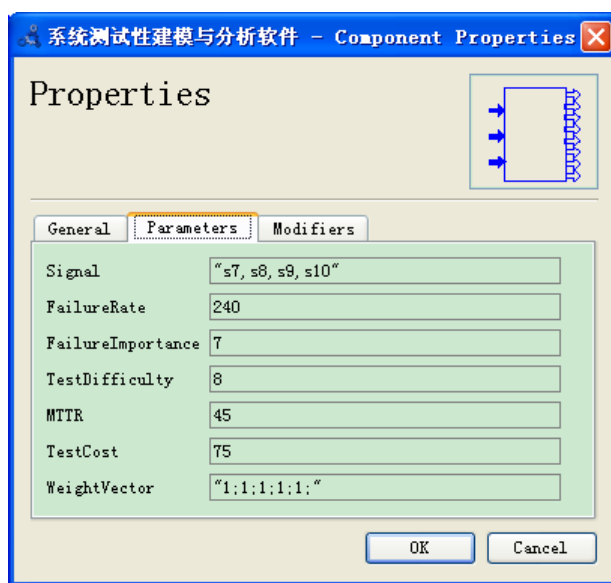 系统测试性建模与分析软件 - Component Properties
Properties
General Parameters Modifiers
Signal "s7, s8, s9, s10"
FailureRate 240
FailureImportance 7
TestDifficulty 8
MTTR 45
TestCost 75
WeightVector "1;1;1;1;1;"
OK Cancel